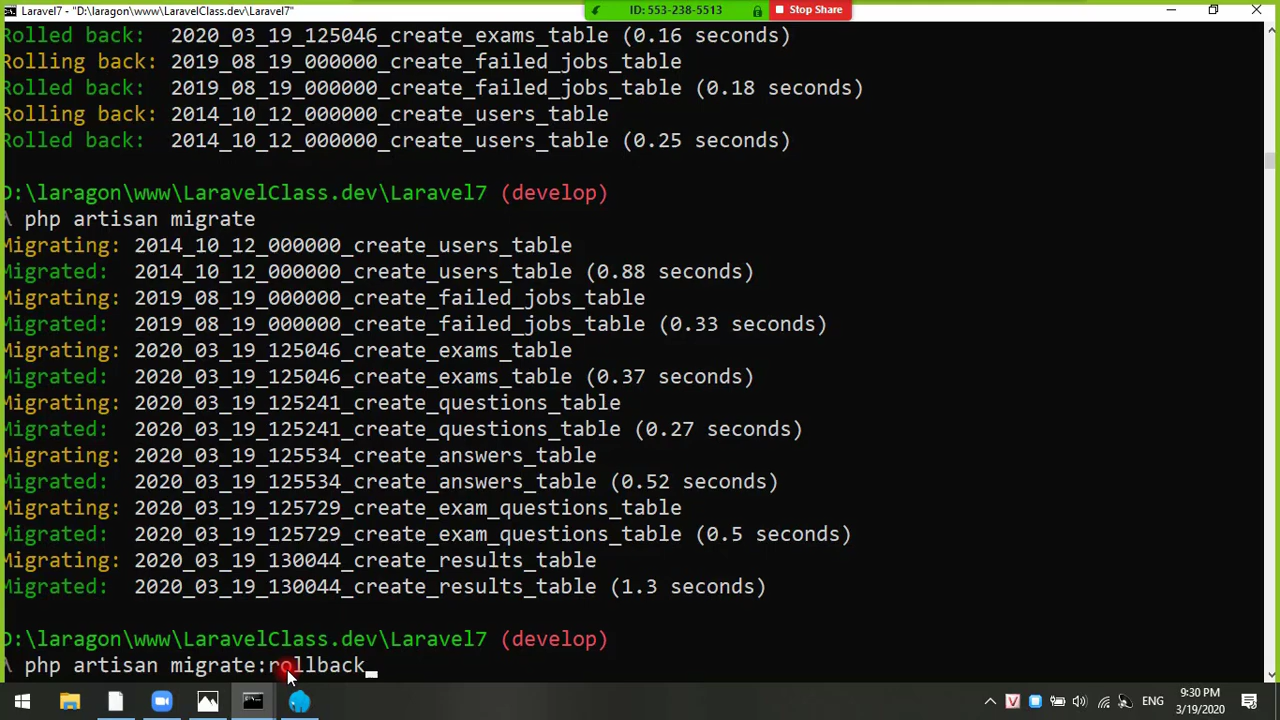 Laravel7 - "D:\laragon\www\LaravelClass.dev\Laravel7"
ID: 553-238-5513
Stop Share
Rolled back:  2020_03_19_125046_create_exams_table (0.16 seconds)
Rolling back: 2019_08_19_000000_create_failed_jobs_table
Rolled back:  2019_08_19_000000_create_failed_jobs_table (0.18 seconds)
Rolling back: 2014_10_12_000000_create_users_table
Rolled back:  2014_10_12_000000_create_users_table (0.25 seconds)
D:\laragon\www\LaravelClass.dev\Laravel7 (develop)
λ php artisan migrate
Migrating: 2014_10_12_000000_create_users_table
Migrated:  2014_10_12_000000_create_users_table (0.88 seconds)
Migrating: 2019_08_19_000000_create_failed_jobs_table
Migrated:  2019_08_19_000000_create_failed_jobs_table (0.33 seconds)
Migrating: 2020_03_19_125046_create_exams_table
Migrated:  2020_03_19_125046_create_exams_table (0.37 seconds)
Migrating: 2020_03_19_125241_create_questions_table
Migrated:  2020_03_19_125241_create_questions_table (0.27 seconds)
Migrating: 2020_03_19_125534_create_answers_table
Migrated:  2020_03_19_125534_create_answers_table (0.52 seconds)
Migrating: 2020_03_19_125729_create_exam_questions_table
Migrated:  2020_03_19_125729_create_exam_questions_table (0.5 seconds)
Migrating: 2020_03_19_130044_create_results_table
Migrated:  2020_03_19_130044_create_results_table (1.3 seconds)
D:\laragon\www\LaravelClass.dev\Laravel7 (develop)
λ php artisan migrate:rollback
ENG
9:30 PM
3/19/2020